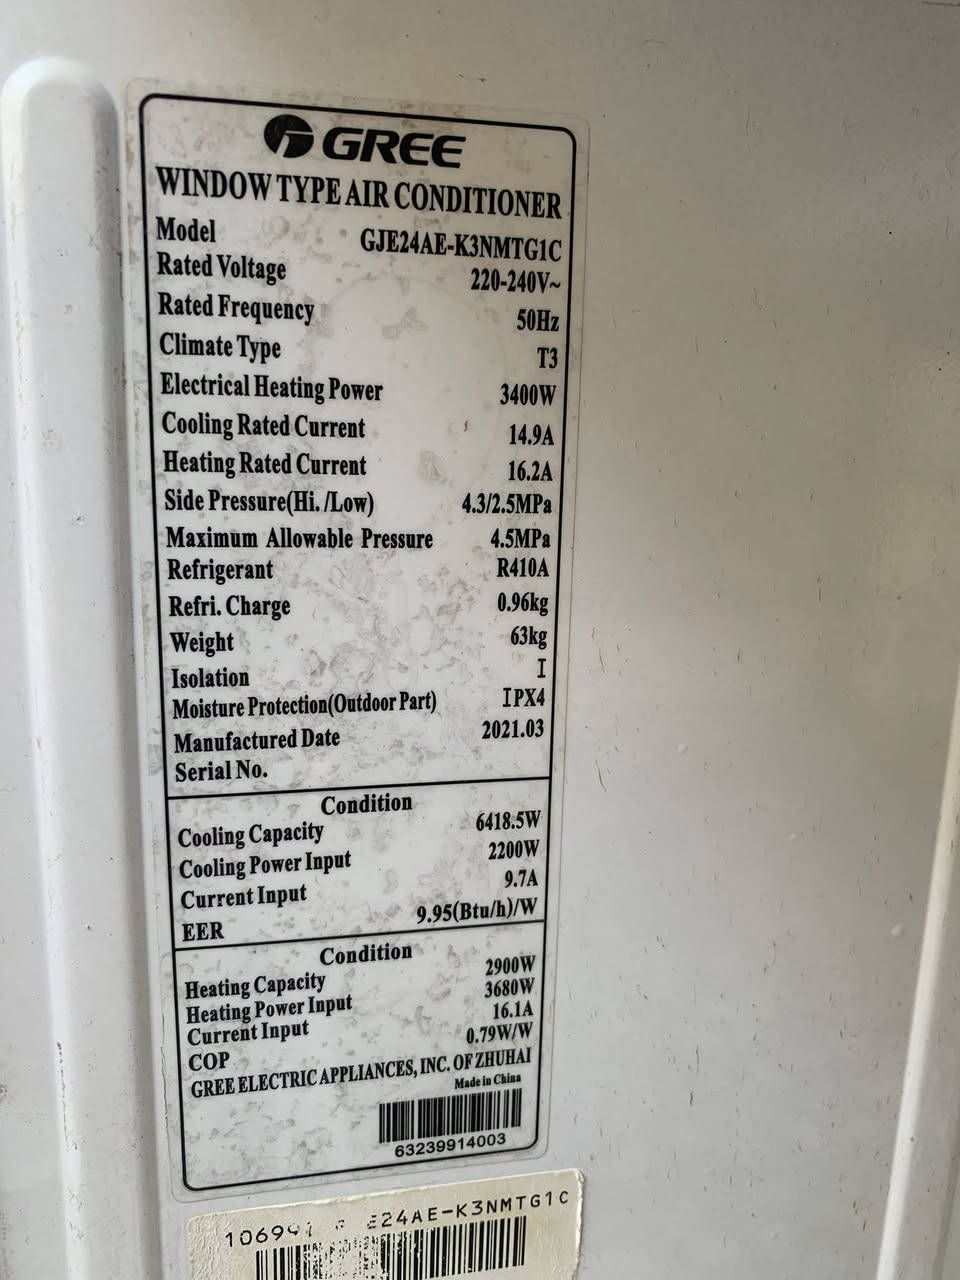 GREE
WINDOW TYPE AIR CONDITIONER
Model GJE24AE-K3NMTG1C
Rated Voltage 220-240V~
Rated Frequency 50Hz
Climate Type T3
Electrical Heating Power 3400W
Cooling Rated Current 14.9A
Heating Rated Current 16.2A
Side Pressure(Hi./Low) 4.3/2.5MPa
Maximum Allowable Pressure 4.5MPa
Refrigerant R410A
Refri. Charge 0.96kg
Weight 63kg
Isolation I
Moisture Protection(Outdoor Part) IPX4
Manufactured Date 2021.03
Serial No.
Condition
Cooling Capacity 6418.5W
Cooling Power Input 2200W
Current Input 9.7A
EER 9.95(Btu/h)/W
Condition
Heating Capacity 2900W
Heating Power Input 3680W
Current Input 16.1A
COP 0.79W/W
GREE ELECTRIC APPLIANCES, INC. OF ZHUHAI
Made in China
63239914003
E24AE-K3NMTG1C